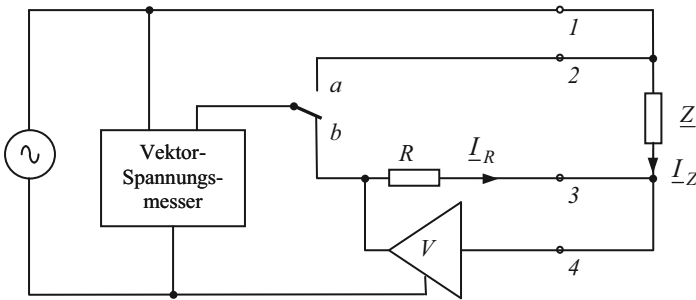 1
2
a
b
Z
Vektor-
Spannungs-
messer
R
I_R
I_Z
3
V
4